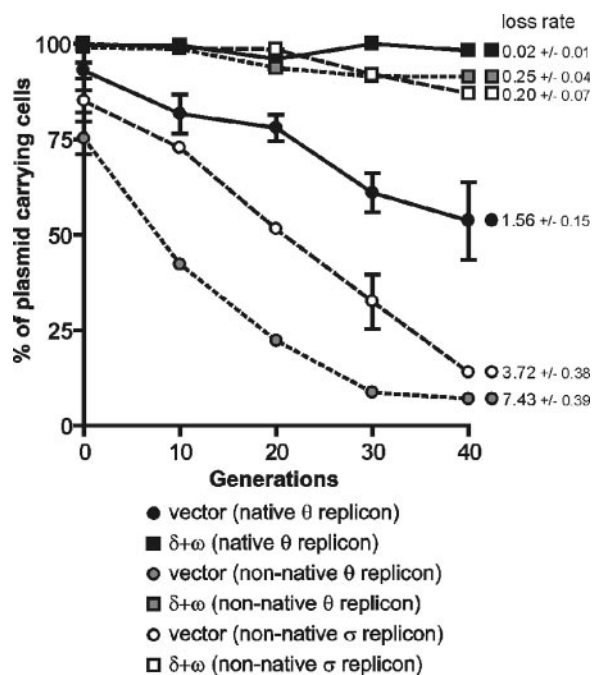 loss rate
100
75
50
25
0
% of plasmid carrying cells
0.02 +/- 0.01
0.25 +/- 0.04
0.20 +/- 0.07
1.56 +/- 0.15
3.72 +/- 0.38
7.43 +/- 0.39
0 10 20 30 40
Generations
vector (native θ replicon)
δ+ω (native θ replicon)
vector (non-native θ replicon)
δ+ω (non-native θ replicon)
vector (non-native σ replicon)
δ+ω (non-native σ replicon)